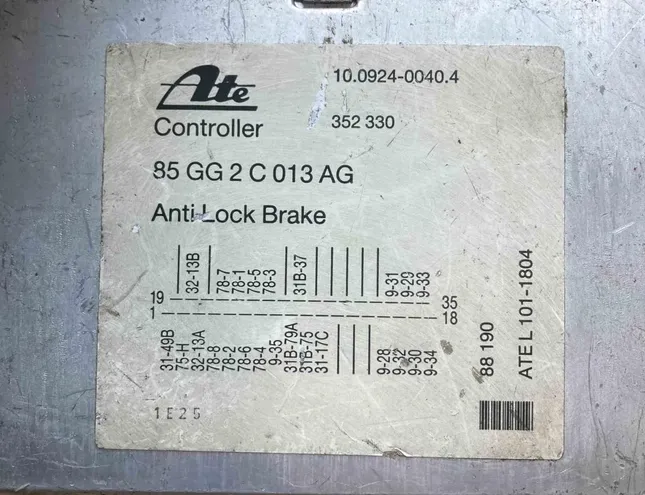 Ate
10.0924-0040.4
Controller
352 330
85 GG 2 C 013 AG
Anti Lock Brake
32-13B 78-7 78-1 78-5 78-3 31B-37 9-31 9-29 9-33
19 35
1 18
31-49B 75-H 32-13A 78-8 78-2 78-6 78-4 9-35 31B-79A 31B-75 31-17C 9-28 9-32 9-30 9-34
88 190
ATE L 101-1804
1E25